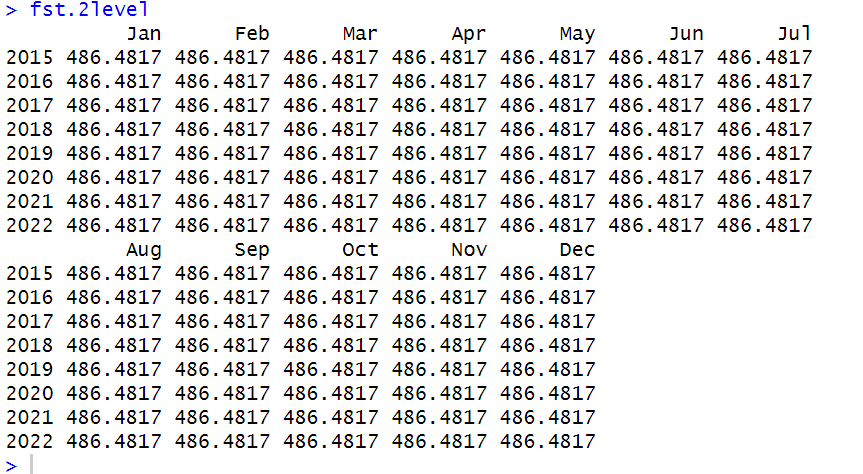 > fst.2level
Jan Feb Mar Apr May Jun Jul
2015 486.4817 486.4817 486.4817 486.4817 486.4817 486.4817 486.4817
2016 486.4817 486.4817 486.4817 486.4817 486.4817 486.4817 486.4817
2017 486.4817 486.4817 486.4817 486.4817 486.4817 486.4817 486.4817
2018 486.4817 486.4817 486.4817 486.4817 486.4817 486.4817 486.4817
2019 486.4817 486.4817 486.4817 486.4817 486.4817 486.4817 486.4817
2020 486.4817 486.4817 486.4817 486.4817 486.4817 486.4817 486.4817
2021 486.4817 486.4817 486.4817 486.4817 486.4817 486.4817 486.4817
2022 486.4817 486.4817 486.4817 486.4817 486.4817 486.4817 486.4817
Aug Sep Oct Nov Dec
2015 486.4817 486.4817 486.4817 486.4817 486.4817
2016 486.4817 486.4817 486.4817 486.4817 486.4817
2017 486.4817 486.4817 486.4817 486.4817 486.4817
2018 486.4817 486.4817 486.4817 486.4817 486.4817
2019 486.4817 486.4817 486.4817 486.4817 486.4817
2020 486.4817 486.4817 486.4817 486.4817 486.4817
2021 486.4817 486.4817 486.4817 486.4817 486.4817
2022 486.4817 486.4817 486.4817 486.4817 486.4817
>